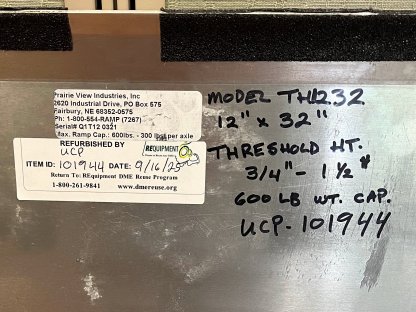 Prairie View Industries, Inc
2620 Industrial Drive, PO Box 575
Fairbury, NE 68352-0575
Ph: 1-800-554-RAMP (7267)
Serial# Q1T12 0321
Max. Ramp Cap.: 600lbs. - 300 lbs per axle
REFURBISHED BY
UCP
REQUIPMENT
ITEM ID: 101944 DATE: 9/16/25
Return To: REquipment DME Reuse Program
1-800-261-9841 www.dmereuse.org
MODEL TH1232
12" x 32"
THRESHOLD HT.
3/4" - 1 1/2"
600 LB WT. CAP.
UCP-101944